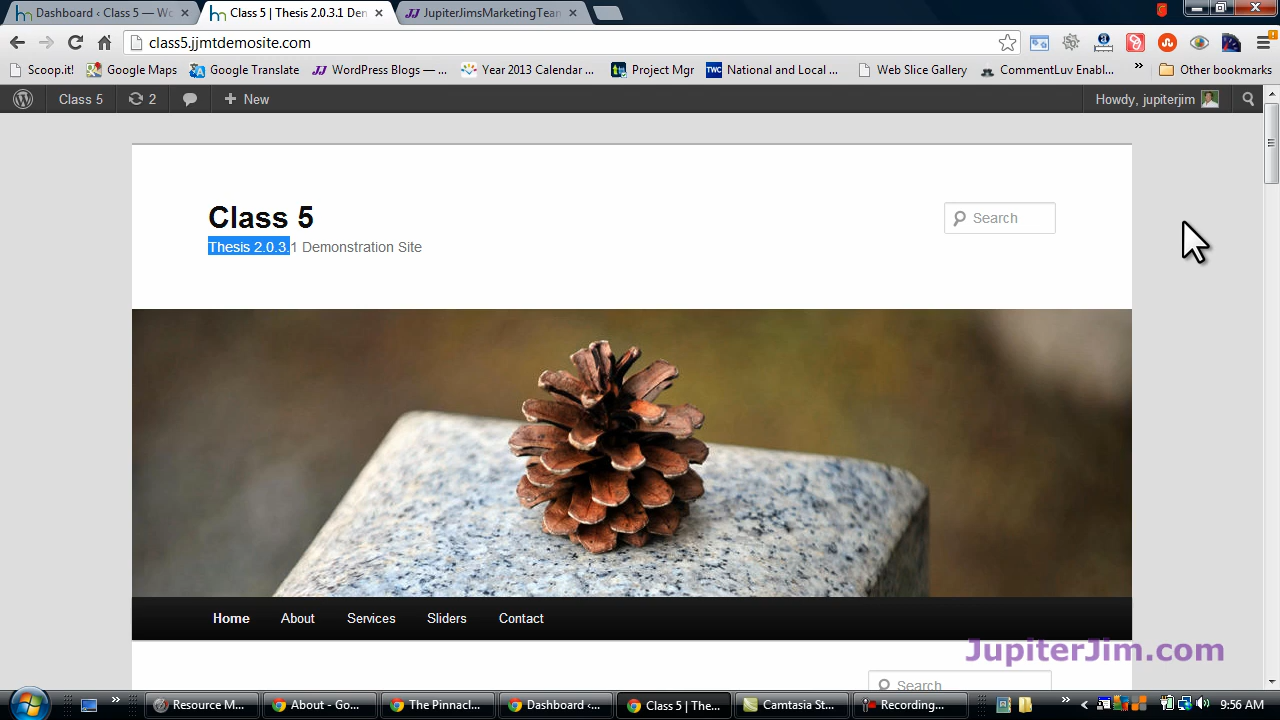 Dashboard ‹ Class 5 — Wo
Class 5 | Thesis 2.0.3.1 Den
JupiterJimsMarketingTean
class5.jjmtdemosite.com
Scoop.it!
Google Maps
Google Translate
WordPress Blogs — ...
Year 2013 Calendar ...
Project Mgr
TWC
National and Local ...
Web Slice Gallery
CommentLuv Enabl...
»
Other bookmarks
Class 5
2
New
Howdy, jupiterjim
Class 5
Search
Thesis 2.0.3.1 Demonstration Site
Home
About
Services
Sliders
Contact
JupiterJim.com
Search
»
Resource M...
About - Go...
The Pinnacl...
Dashboard <...
Class 5 | The...
Camtasia St...
Recording...
»
9:56 AM